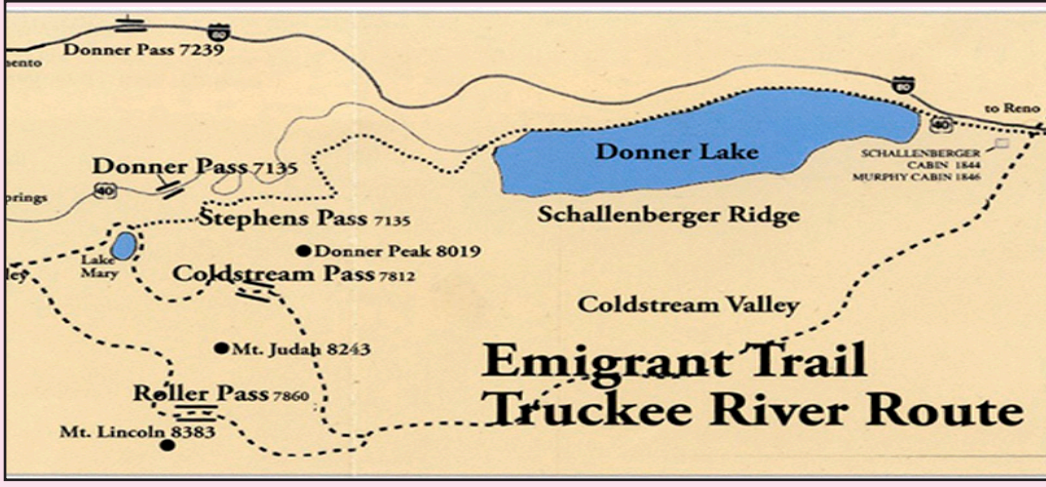 80
Donner Pass 7239
mento
80
to Reno
40
Donner Lake
SCHALLENBERGER
CABIN 1844
MURPHY CABIN 1846
Donner Pass 7135
40
prings
Stephens Pass 7135
Schallenberger Ridge
Donner Peak 8019
Lake
Mary
ley
Coldstream Pass 7812
Coldstream Valley
Mt. Judah 8243
Emigrant Trail
Truckee River Route
Roller Pass 7860
Mt. Lincoln 8383